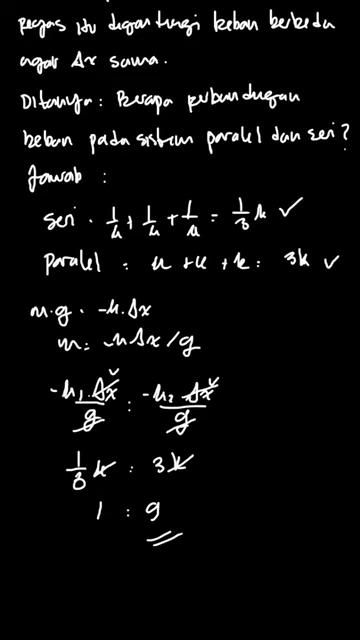 pegas itu digantungi beban berbeda
agar Δx sama.
Ditanya : Berapa perbandingan
beban pada sistem paralel dan seri?
Jawab :
Seri : 1/k + 1/k + 1/k = 1/3 k ✓
Paralel : k + k + k = 3k ✓
m.g = -k.Δx
m = -kΔx/g
-k₁.Δx/g : -k₂.Δx/g
1/3 k : 3k
1 : 9